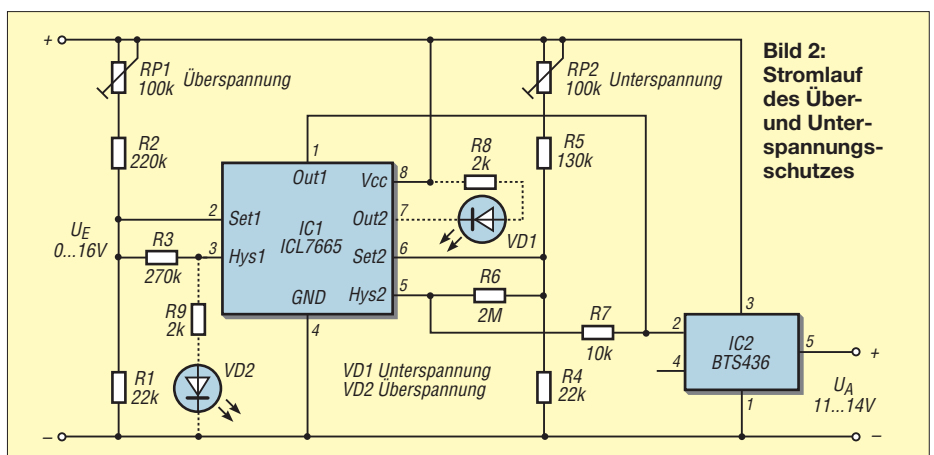 Bild 2:
Stromlauf
des Über-
und Unter-
spannungs-
schutzes
+
RP1
100k
Überspannung
RP2
100k
Unterspannung
R2
220k
1
R8
2k
R5
130k
Out1
Vcc
8
2
Set1
IC1
ICL7665
Out2
7
VD1
UE
0...16V
R3
270k
3
Hys1
Set2
6
GND
Hys2
5
R6
2M
3
4
R9
2k
R7
10k
2
IC2
BTS436
5
+
4
R1
22k
VD2
VD1 Unterspannung
VD2 Überspannung
R4
22k
1
UA
11...14V
–
–